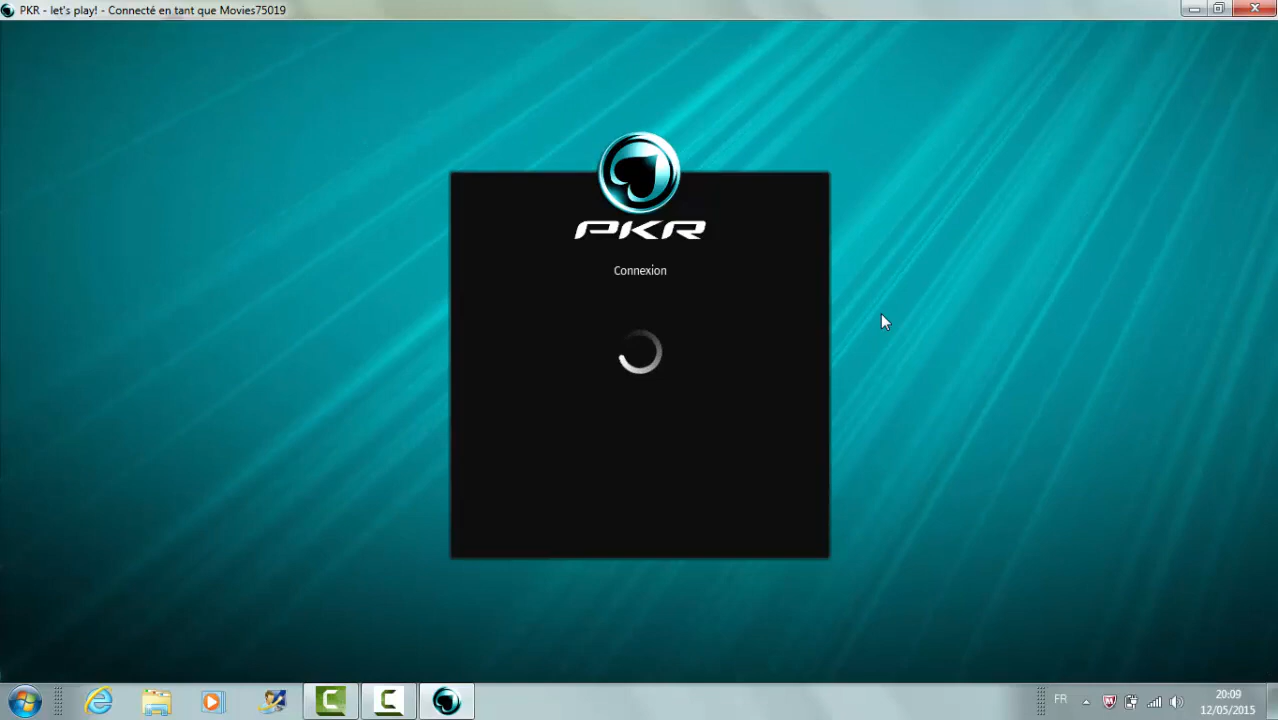 PKR - let's play! - Connecté en tant que Movies75019
PKR
Connexion
FR
20:09
12/05/2015